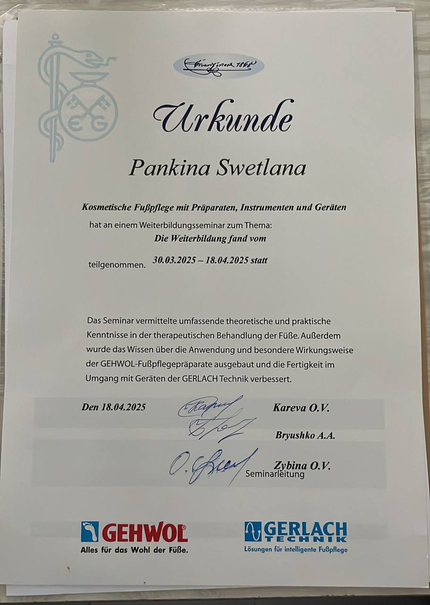 Urkunde
Pankina Swetlana
Kosmetische Fußpflege mit Präparaten, Instrumenten und Geräten
hat an einem Weiterbildungsseminar zum Thema:
Die Weiterbildung fand vom
teilgenommen. 30.03.2025 – 18.04.2025 statt
Das Seminar vermittelte umfassende theoretische und praktische
Kenntnisse in der therapeutischen Behandlung der Füße. Außerdem
wurde das Wissen über die Anwendung und besondere Wirkungsweise
der GEHWOL-Fußpflegepräparate ausgebaut und die Fertigkeit im
Umgang mit Geräten der GERLACH Technik verbessert.
Den 18.04.2025 Kareva O.V.
Bryushko A.A.
Zybina O.V.
Seminarleitung
GEHWOL®
Alles für das Wohl der Füße.
GERLACH
TECHNIK
Lösungen für intelligente Fußpflege